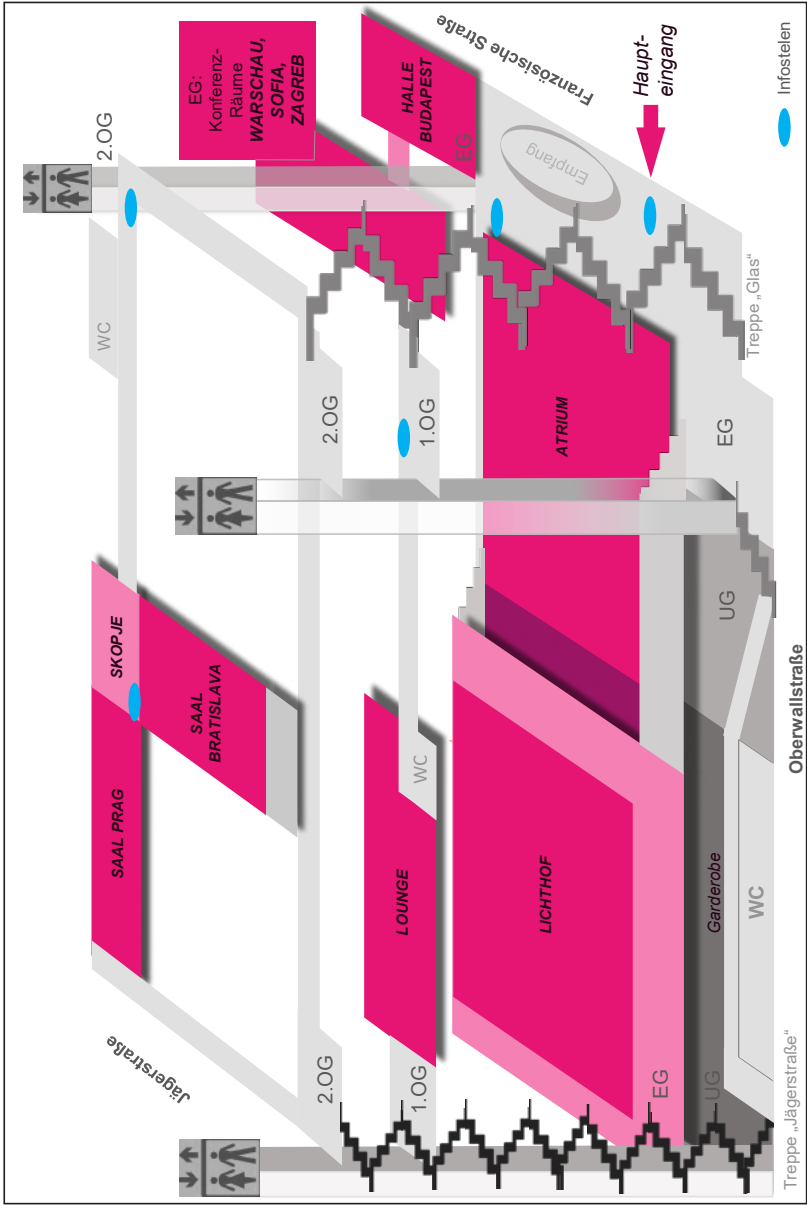 Jägerstraße
Französische Straße
SAAL PRAG
SKOPJE
SAAL
BRATISLAVA
WC
2.OG
EG:
Konferenz-
Räume
WARSCHAU,
SOFIA,
ZAGREB
HALLE
BUDAPEST
EG
2.OG
2.OG
LOUNGE
WC
1.OG
1.OG
LICHTHOF
ATRIUM
Empfang
Haupt-
eingang
EG
UG
Garderobe
WC
UG
EG
Treppe „Glas“
Treppe „Jägerstraße“
Oberwallstraße
Infostelen